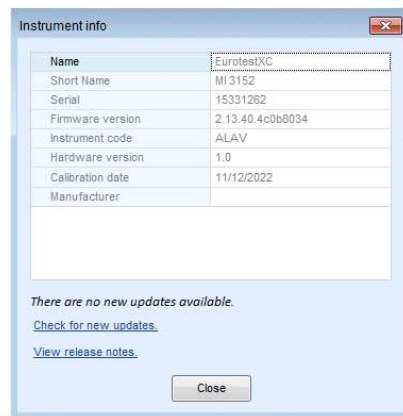 Instrument info
Name EurotestXC
Short Name MI 3152
Serial 15331262
Firmware version 2.13.40.4c0b8034
Instrument code ALAV
Hardware version 1.0
Calibration date 11/12/2022
Manufacturer
There are no new updates available.
Check for new updates.
View release notes.
Close